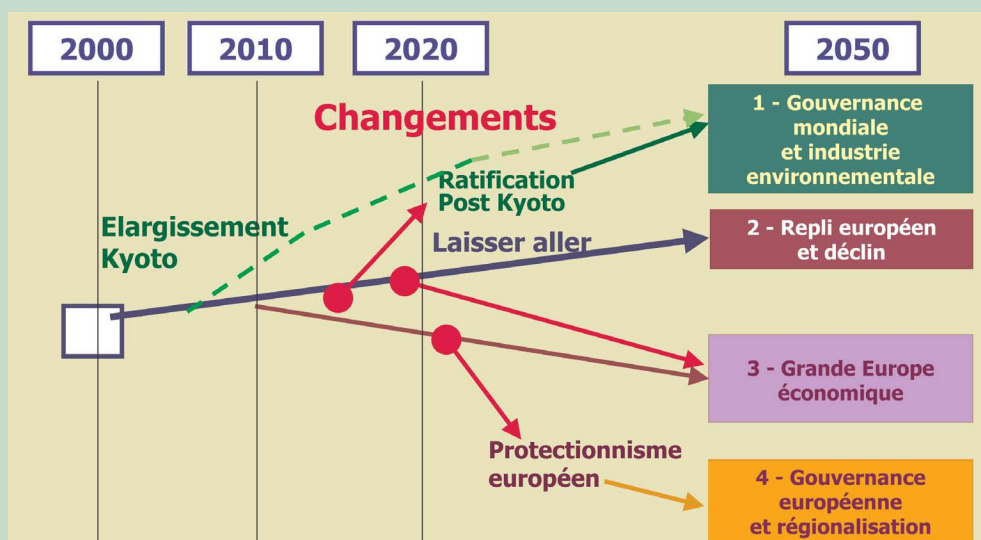 2000
2010
2020
2050
Changements
Elargissement
Kyoto
Ratification
Post Kyoto
Laisser aller
Protectionnisme
européen
1 - Gouvernance
mondiale
et industrie
environnementale
2 - Repli européen
et déclin
3 - Grande Europe
économique
4 - Gouvernance
européenne
et régionalisation